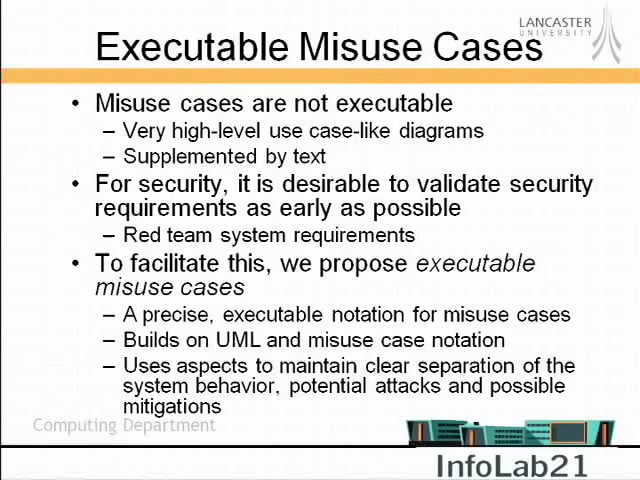 LANCASTER
UNIVERSITY
Executable Misuse Cases
• Misuse cases are not executable
– Very high-level use case-like diagrams
– Supplemented by text
• For security, it is desirable to validate security
requirements as early as possible
– Red team system requirements
• To facilitate this, we propose executable
misuse cases
– A precise, executable notation for misuse cases
– Builds on UML and misuse case notation
– Uses aspects to maintain clear separation of the
system behavior, potential attacks and possible
mitigations
Computing Department
InfoLab21